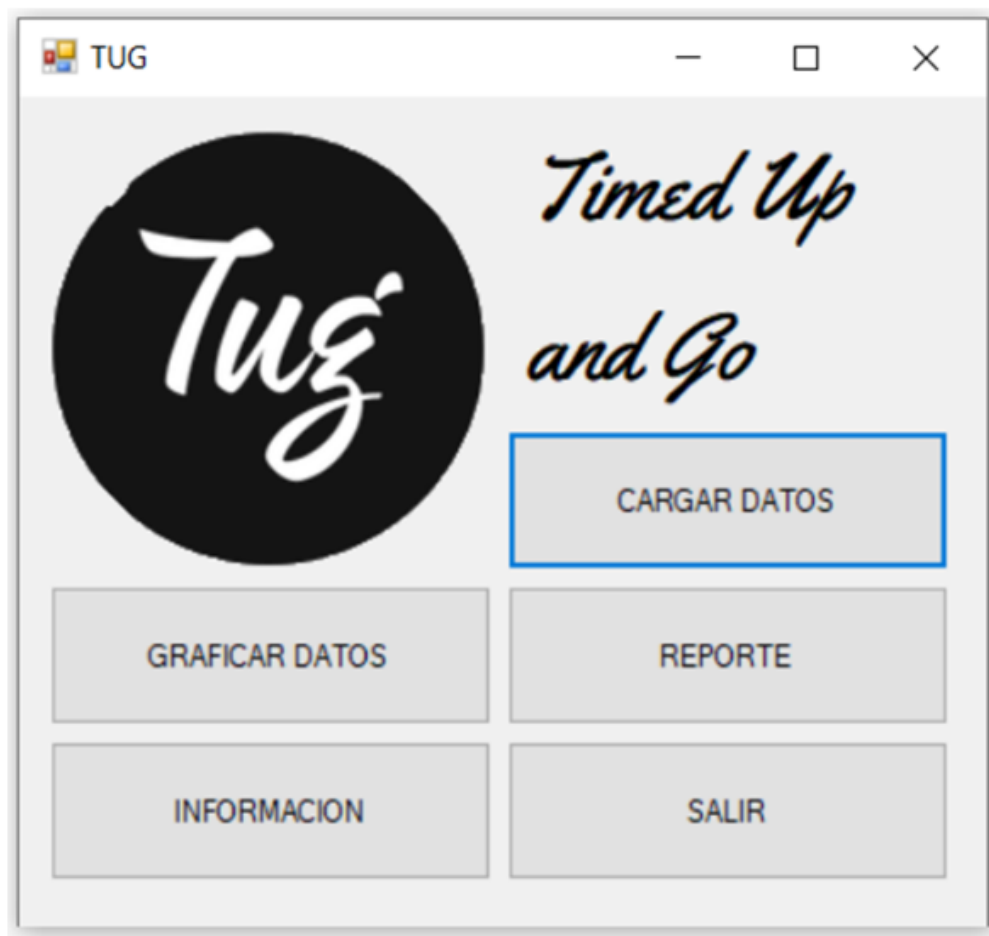 TUG
Tug
Timed Up
and Go
CARGAR DATOS
GRAFICAR DATOS
REPORTE
INFORMACION
SALIR